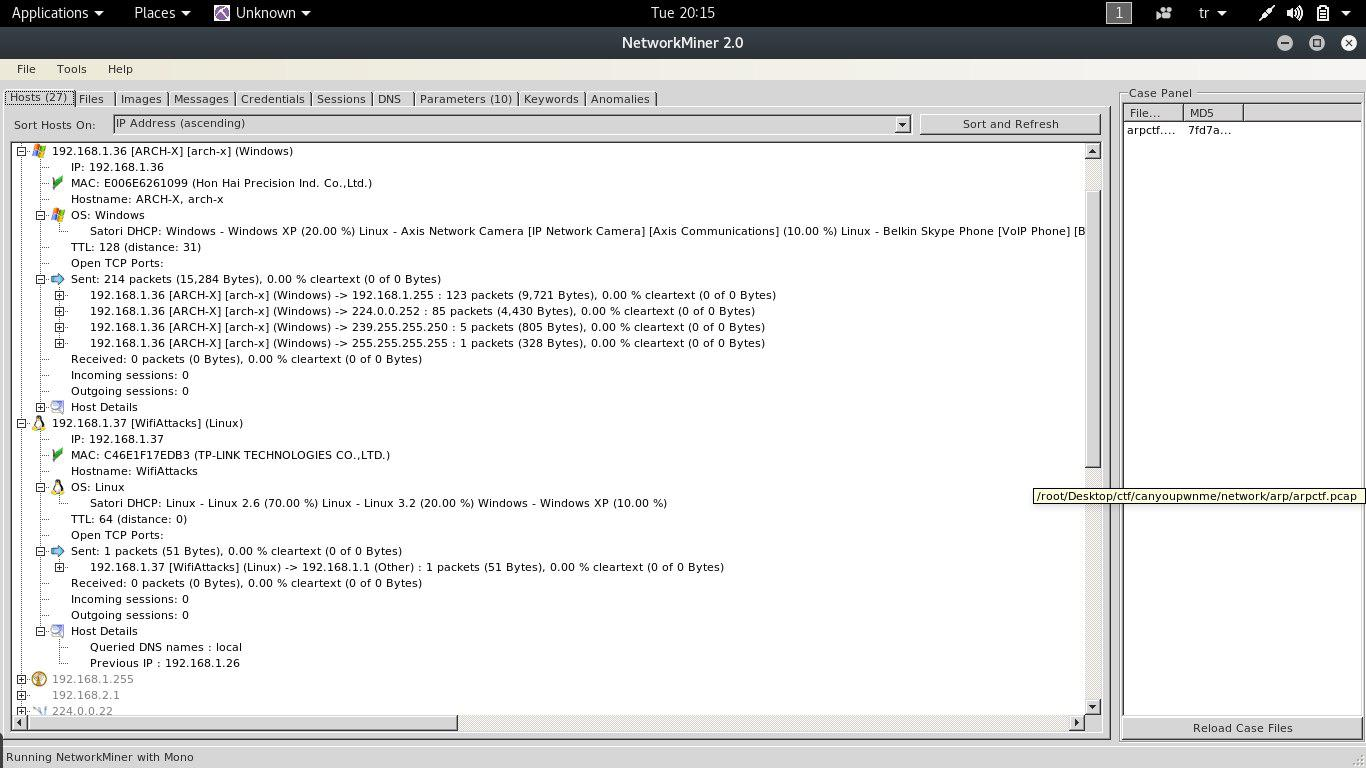 Applications Places Unknown Tue 20:15 1 tr
NetworkMiner 2.0
File Tools Help
Hosts (27) Files Images Messages Credentials Sessions DNS Parameters (10) Keywords Anomalies
Sort Hosts On: IP Address (ascending) Sort and Refresh
192.168.1.36 [ARCH-X] [arch-x] (Windows)
IP: 192.168.1.36
MAC: E006E6261099 (Hon Hai Precision Ind. Co.,Ltd.)
Hostname: ARCH-X, arch-x
OS: Windows
Satori DHCP: Windows - Windows XP (20.00 %) Linux - Axis Network Camera [IP Network Camera] [Axis Communications] (10.00 %) Linux - Belkin Skype Phone [VoIP Phone] [B
TTL: 128 (distance: 31)
Open TCP Ports:
Sent: 214 packets (15,284 Bytes), 0.00 % cleartext (0 of 0 Bytes)
192.168.1.36 [ARCH-X] [arch-x] (Windows) -> 192.168.1.255 : 123 packets (9,721 Bytes), 0.00 % cleartext (0 of 0 Bytes)
192.168.1.36 [ARCH-X] [arch-x] (Windows) -> 224.0.0.252 : 85 packets (4,430 Bytes), 0.00 % cleartext (0 of 0 Bytes)
192.168.1.36 [ARCH-X] [arch-x] (Windows) -> 239.255.255.250 : 5 packets (805 Bytes), 0.00 % cleartext (0 of 0 Bytes)
192.168.1.36 [ARCH-X] [arch-x] (Windows) -> 255.255.255.255 : 1 packets (328 Bytes), 0.00 % cleartext (0 of 0 Bytes)
Received: 0 packets (0 Bytes), 0.00 % cleartext (0 of 0 Bytes)
Incoming sessions: 0
Outgoing sessions: 0
Host Details
192.168.1.37 [WifiAttacks] (Linux)
IP: 192.168.1.37
MAC: C46E1F17EDB3 (TP-LINK TECHNOLOGIES CO.,LTD.)
Hostname: WifiAttacks
OS: Linux
Satori DHCP: Linux - Linux 2.6 (70.00 %) Linux - Linux 3.2 (20.00 %) Windows - Windows XP (10.00 %)
TTL: 64 (distance: 0)
Open TCP Ports:
Sent: 1 packets (51 Bytes), 0.00 % cleartext (0 of 0 Bytes)
192.168.1.37 [WifiAttacks] (Linux) -> 192.168.1.1 (Other) : 1 packets (51 Bytes), 0.00 % cleartext (0 of 0 Bytes)
Received: 0 packets (0 Bytes), 0.00 % cleartext (0 of 0 Bytes)
Incoming sessions: 0
Outgoing sessions: 0
Host Details
Queried DNS names : local
Previous IP : 192.168.1.26
192.168.1.255
192.168.2.1
224.0.0.22
Case Panel
File... MD5
arpctf.... 7fd7a...
/root/Desktop/ctf/canyoupwnme/network/arp/arpctf.pcap
Reload Case Files
Running NetworkMiner with Mono